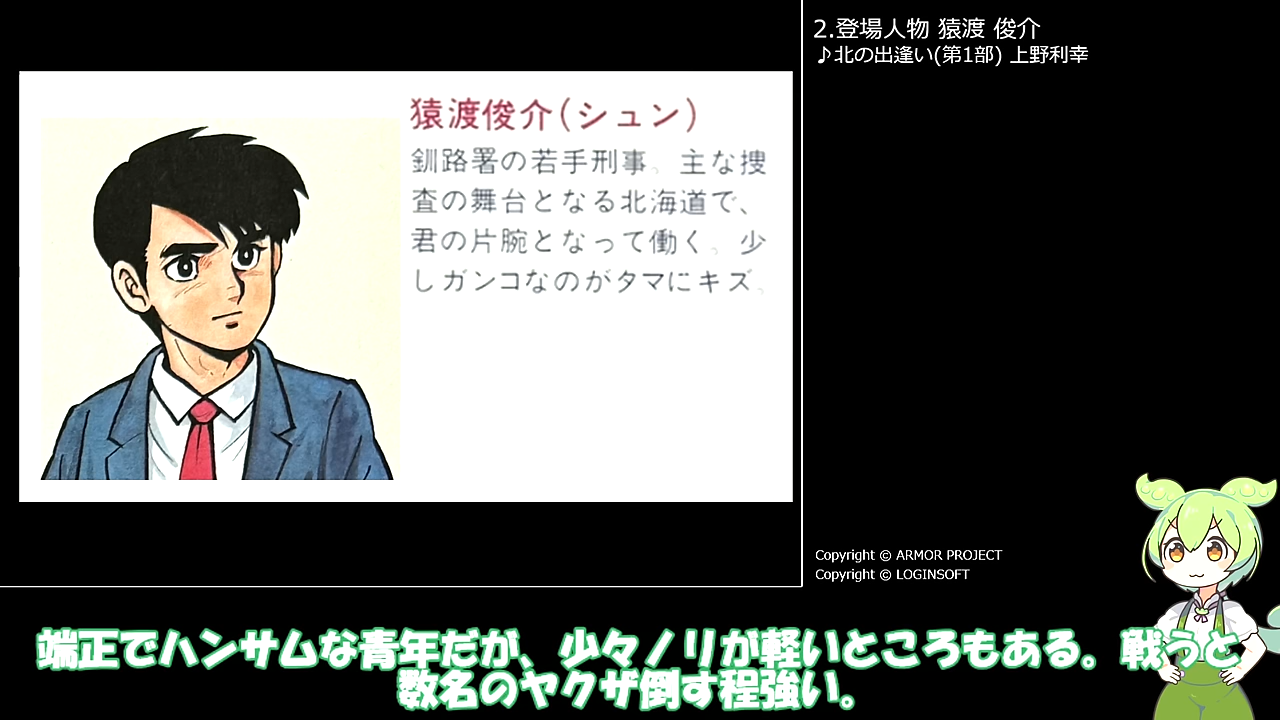 2.登場人物 猿渡 俊介
♪北の出逢い(第1部) 上野利幸
猿渡俊介(シュン)
釧路署の若手刑事。主な捜
査の舞台となる北海道で、
君の片腕となって働く。少
しガンコなのがタマにキズ。
Copyright © ARMOR PROJECT
Copyright © LOGINSOFT
端正でハンサムな青年だが、少々ノリが軽いところもある。戦うと
数名のヤクザ倒す程強い。